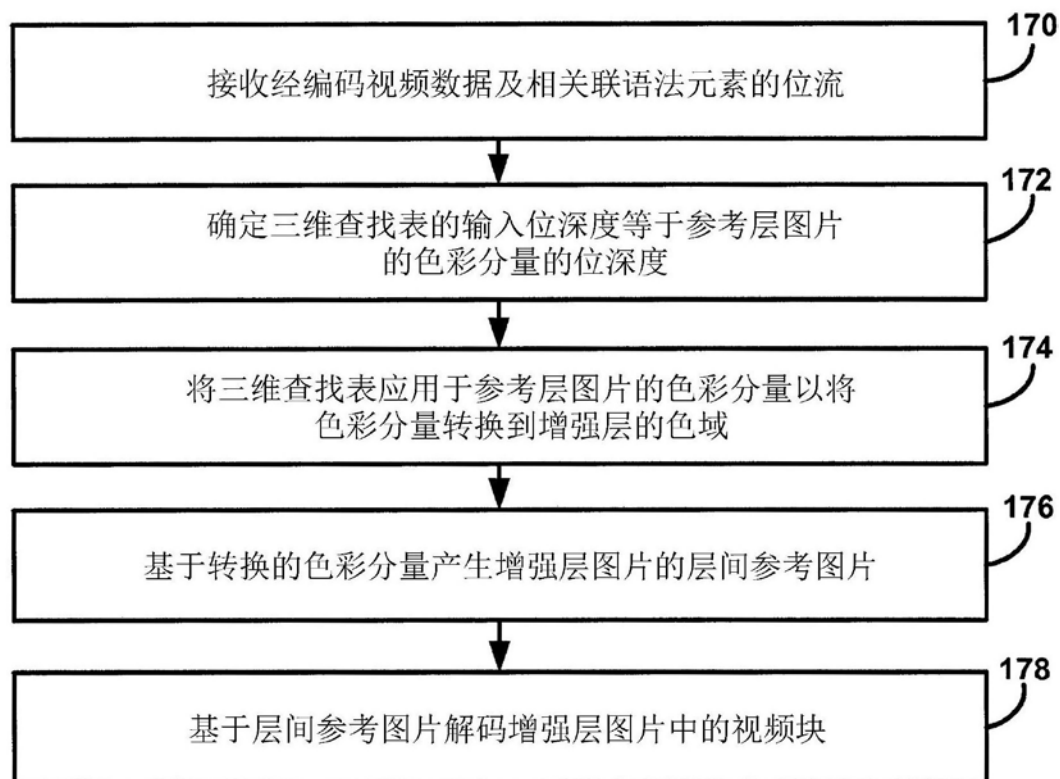 170
接收经编码视频数据及相关联语法元素的位流
172
确定三维查找表的输入位深度等于参考层图片
的色彩分量的位深度
174
将三维查找表应用于参考层图片的色彩分量以将
色彩分量转换到增强层的色域
176
基于转换的色彩分量产生增强层图片的层间参考图片
178
基于层间参考图片解码增强层图片中的视频块